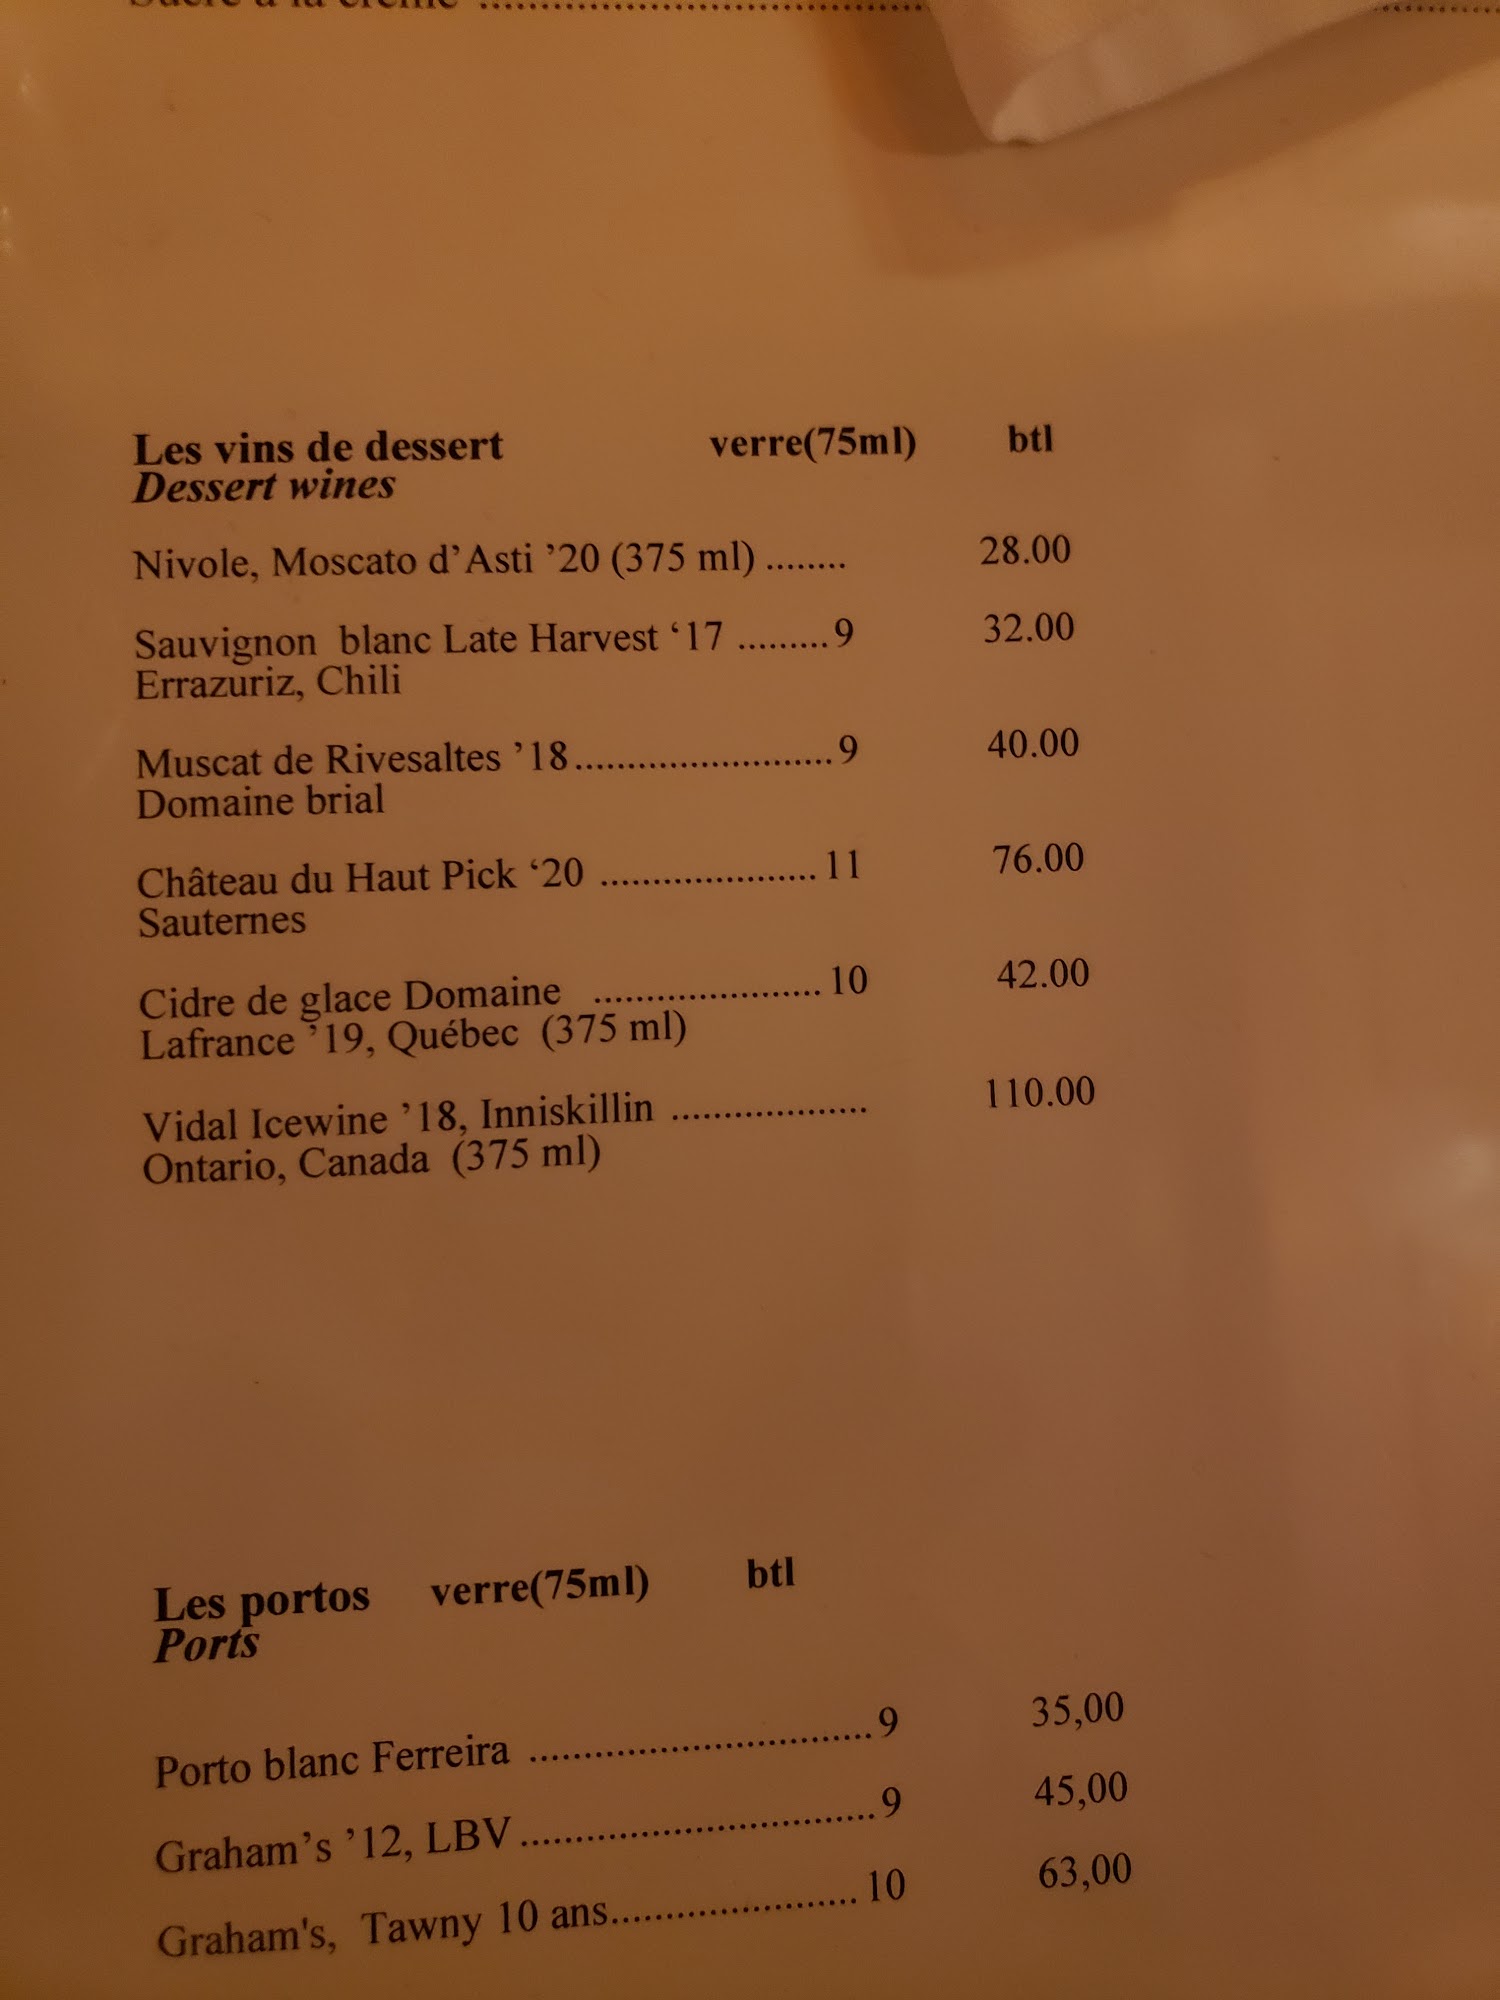 Sucre à la crème ................................
Les vins de dessert verre(75ml) btl
Dessert wines
Nivole, Moscato d’Asti ’20 (375 ml) ........ 28.00
Sauvignon blanc Late Harvest ‘17 .........9 32.00
Errazuriz, Chili
Muscat de Rivesaltes ’18.........................9 40.00
Domaine brial
Château du Haut Pick ‘20 .....................11 76.00
Sauternes
Cidre de glace Domaine ......................10 42.00
Lafrance ’19, Québec (375 ml)
Vidal Icewine ’18, Inniskillin ................... 110.00
Ontario, Canada (375 ml)
Les portos verre(75ml) btl
Ports
Porto blanc Ferreira .................................9 35,00
Graham’s ’12, LBV..................................9 45,00
Graham's, Tawny 10 ans........................10 63,00